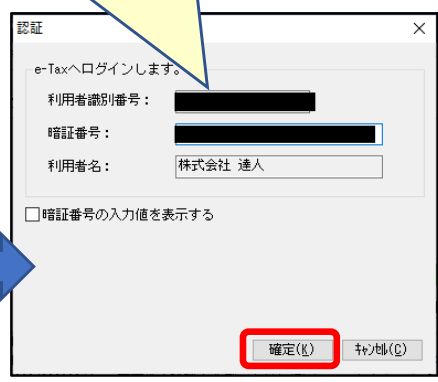 認証
e-Taxへログインします。
利用者識別番号：
暗証番号：
利用者名： 株式会社 達人
暗証番号の入力値を表示する
確定(K) ｷｬﾝｾﾙ(C)